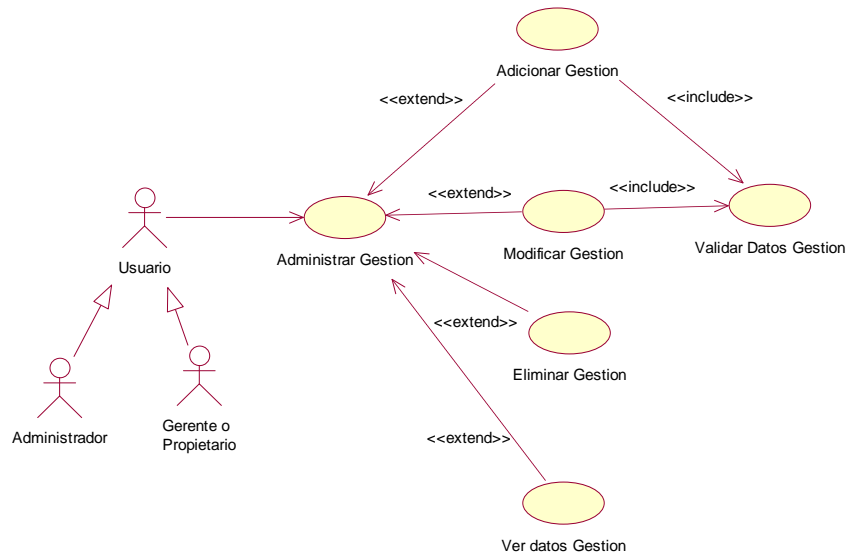 Adicionar Gestion
<<extend>>
<<include>>
<<extend>>
<<include>>
Administrar Gestion
Modificar Gestion
Validar Datos Gestion
Usuario
<<extend>>
Eliminar Gestion
Administrador
Gerente o
Propietario
<<extend>>
Ver datos Gestion